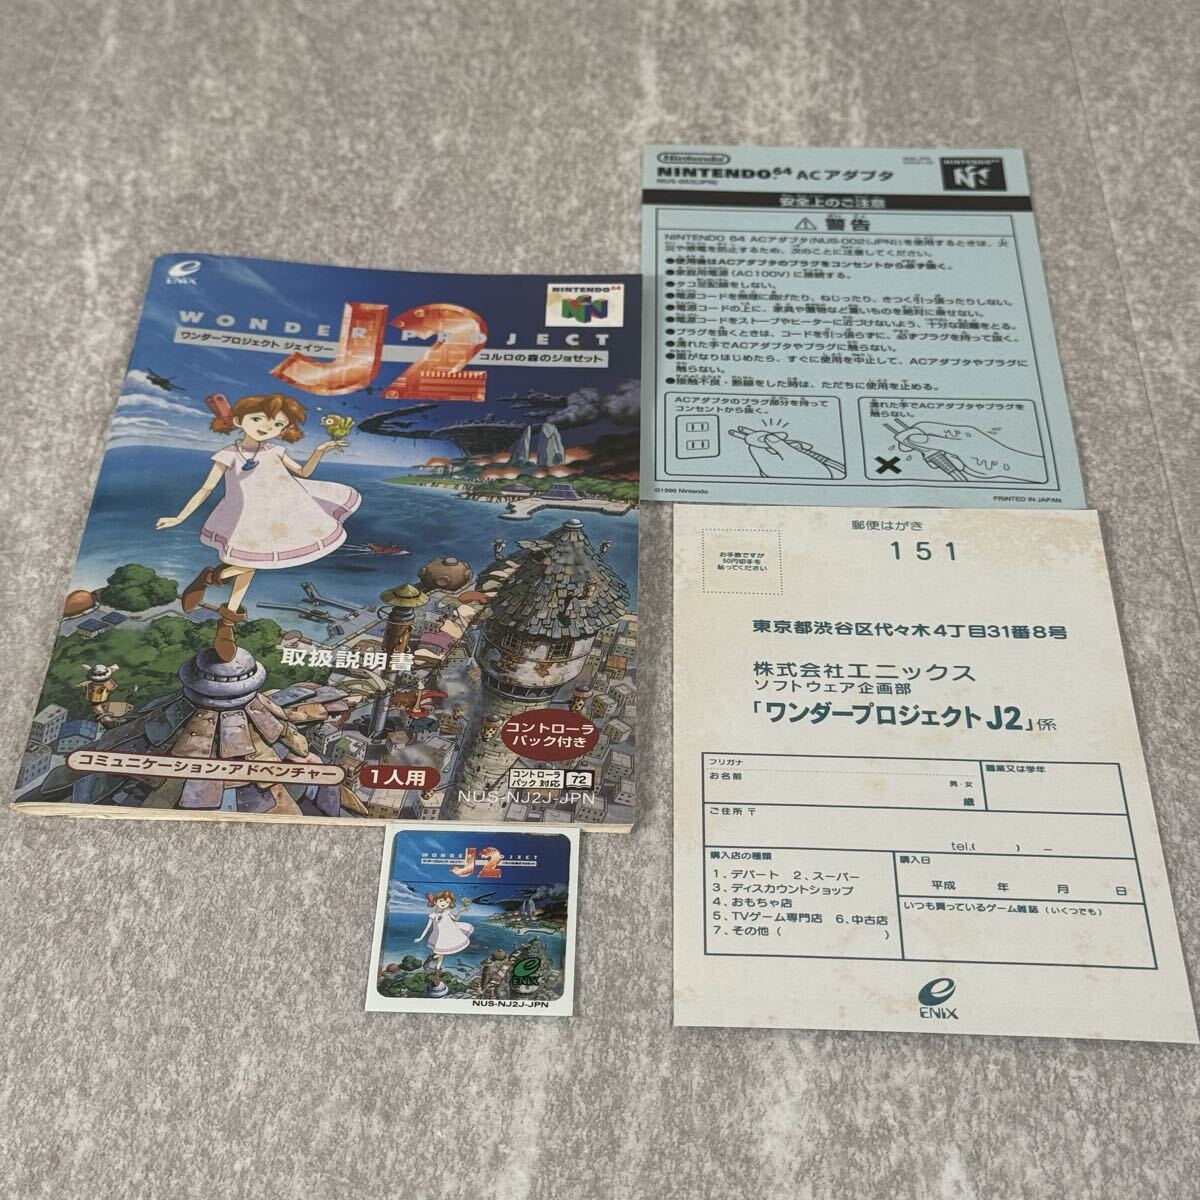 ENIX
NINTENDO64
WONDER PROJECT
J2
ワンダープロジェクト ジェイツー
コルロの森のジョゼット
取扱説明書
コントローラ
パック付き
コミュニケーション・アドベンチャー
1人用
コントローラ
パック 対応 72
NUS-NJ2J-JPN
WONDER PROJECT
J2
ENIX
NUS-NJ2J-JPN
Nintendo
NINTENDO64 ACアダプタ
NUS-002(JPN)
NINTENDO64
安全上のご注意
警告
NINTENDO 64 ACアダプタ(NUS-002(JPN))を使用するときは、火
災や感電を防止するため、次のことに注意してください。
●使用後はACアダプタのプラグをコンセントから必ず抜く。
●家庭用電源(AC100V)に接続する。
●タコ足配線をしない。
●電源コードを無理に曲げたり、ねじったり、きつく引っ張ったりしない。
●電源コードの上に、家具や置物など重いものを絶対に乗せない。
●電源コードをストーブやヒーターに近づけないよう、十分な距離をとる。
●プラグを抜くときは、コードを引っ張らずに、必ずプラグを持って抜く。
●濡れた手でACアダプタやプラグに触らない。
●雷がなりはじめたら、すぐに使用を中止して、ACアダプタやプラグに
触らない。
●接触不良・断線をした時は、ただちに使用を止める。
ACアダプタのプラグ部分を持って
コンセントから抜く。
濡れた手でACアダプタやプラグを
触らない。
©1996 Nintendo
PRINTED IN JAPAN
郵便はがき
151
お手数ですが
50円切手を
貼ってください
東京都渋谷区代々木4丁目31番8号
株式会社エニックス
ソフトウェア企画部
「ワンダープロジェクトJ2」係
フリガナ
お名前
男・女
歳
職業又は学年
ご住所 〒
tel.( ) －
購入店の種類
1、デパート 2、スーパー
3、ディスカウントショップ
4、おもちゃ店
5、TVゲーム専門店 6、中古店
7、その他( )
購入日
平成 年 月 日
いつも買っているゲーム雑誌(いくつでも)
ENIX